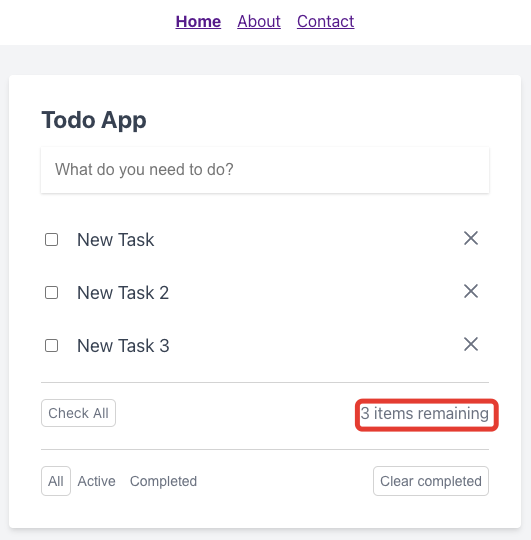 Home About Contact
Todo App
What do you need to do?
New Task
New Task 2
New Task 3
Check All 3 items remaining
All Active Completed Clear completed